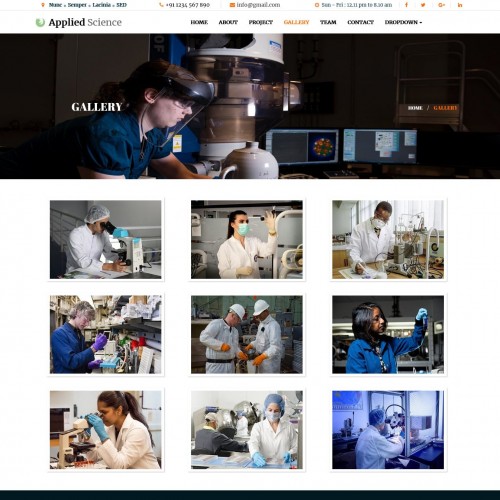 Nunc - Semper - Lacinia - SED
+91 1234 567 890
info@gmail.com
Sun - Fri : 12.11 pm to 8.10 am
Applied Science
HOME ABOUT PROJECT GALLERY TEAM CONTACT DROPDOWN
GALLERY
HOME / GALLERY